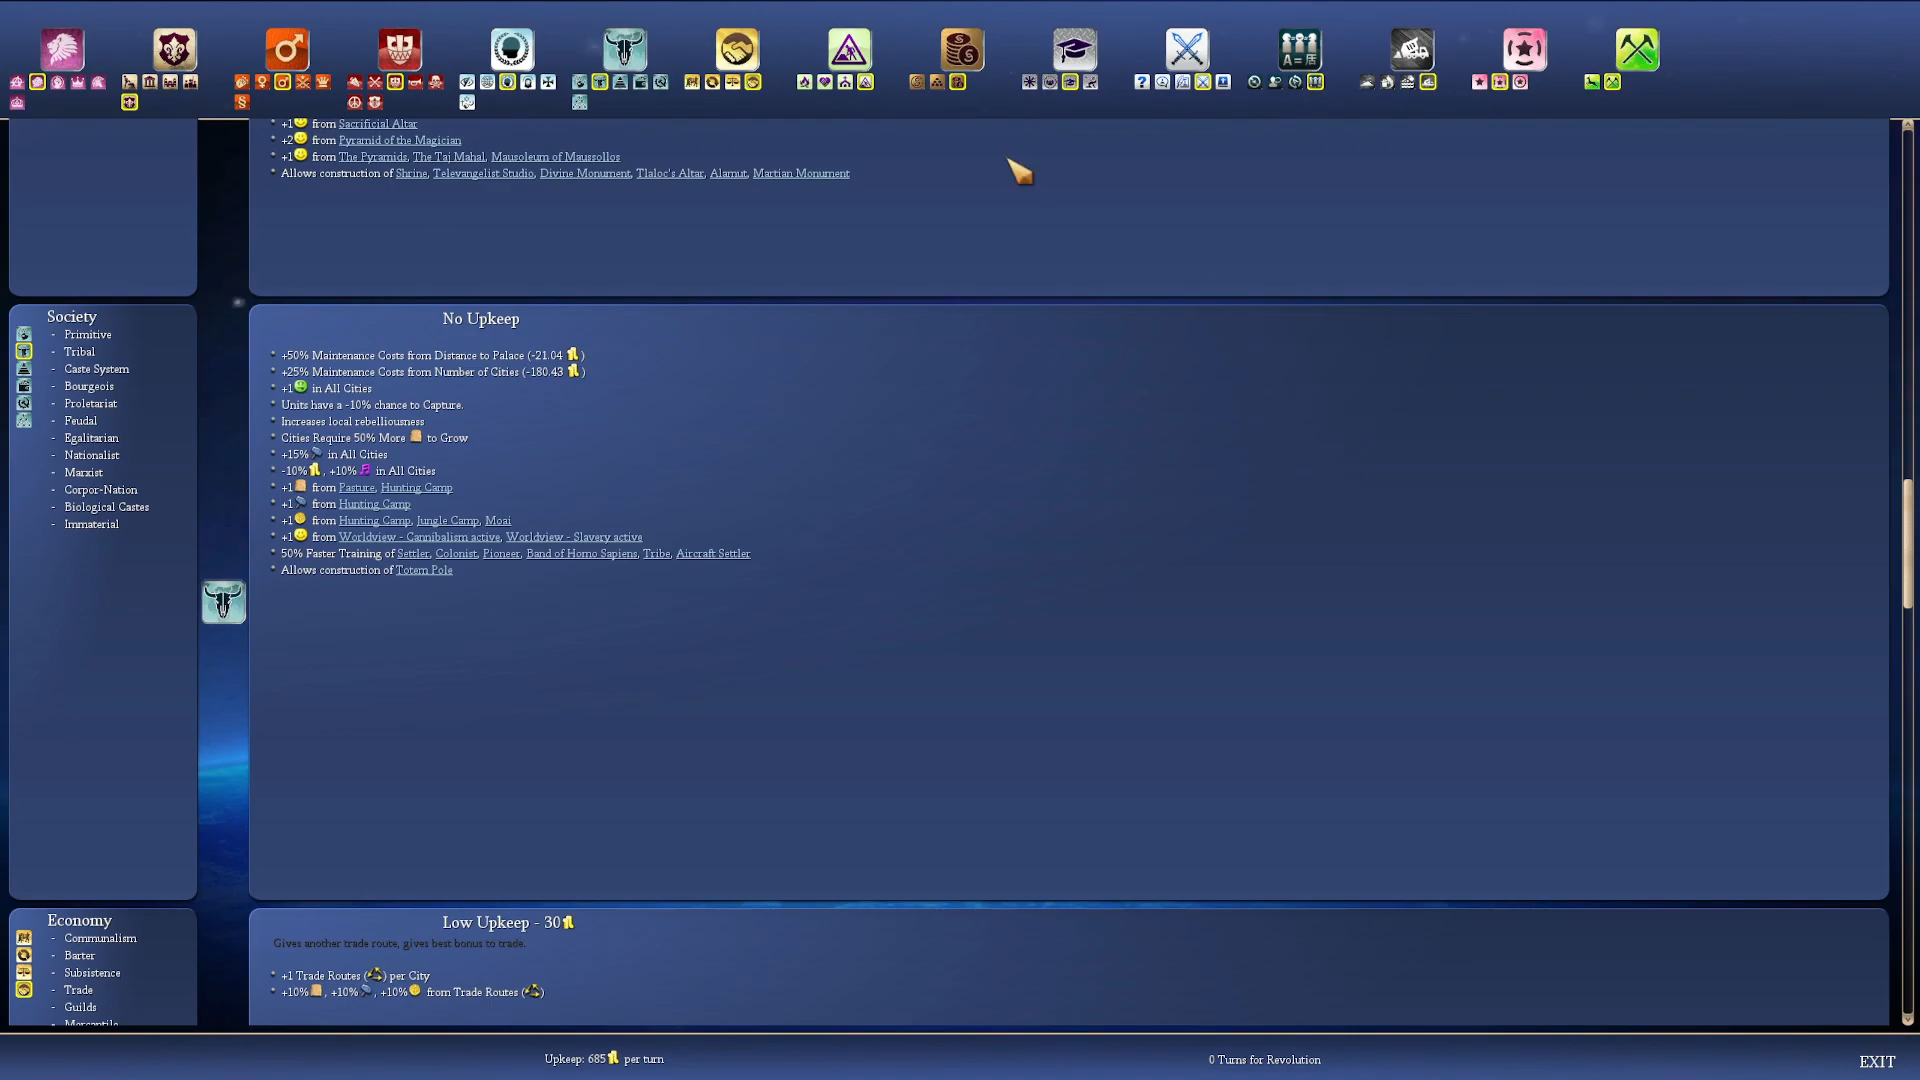 A=居
+1 from Sacrificial Altar
+2 from Pyramid of the Magician
+1 from The Pyramids, The Taj Mahal, Mausoleum of Maussollos
Allows construction of Shrine, Televangelist Studio, Divine Monument, Tlaloc's Altar, Alamut, Martian Monument
Society
- Primitive
- Tribal
- Caste System
- Bourgeois
- Proletariat
- Feudal
- Egalitarian
- Nationalist
- Marxist
- Corpor-Nation
- Biological Castes
- Immaterial
No Upkeep
+50% Maintenance Costs from Distance to Palace (-21.04 )
+25% Maintenance Costs from Number of Cities (-180.43 )
+1 in All Cities
Units have a -10% chance to Capture.
Increases local rebelliousness
Cities Require 50% More to Grow
+15% in All Cities
-10% , +10% in All Cities
+1 from Pasture, Hunting Camp
+1 from Hunting Camp
+1 from Hunting Camp, Jungle Camp, Moai
+1 from Worldview - Cannibalism active, Worldview - Slavery active
50% Faster Training of Settler, Colonist, Pioneer, Band of Homo Sapiens, Tribe, Aircraft Settler
Allows construction of Totem Pole
Economy
- Communalism
- Barter
- Subsistence
- Trade
- Guilds
- Mercantile
Low Upkeep - 30
Gives another trade route, gives best bonus to trade.
+1 Trade Routes ( ) per City
+10% , +10% , +10% from Trade Routes ( )
Upkeep: 685 per turn
0 Turns for Revolution
EXIT